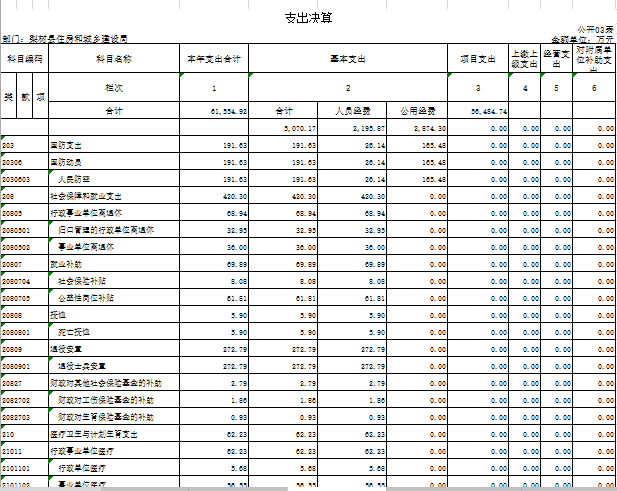 支出决算
公开03表
部门：梨树县住房和城乡建设局 金额单位：万元
科目编码 科目名称 本年支出合计 基本支出 项目支出 上缴上级支出 经营支出 对附属单位补助支出
类 款 项 栏次 1 2 3 4 5 6
合计 61,554.92 合计 人员经费 公用经费 56,484.74
5,070.17 2,195.87 2,874.30 0.00 0.00 0.00 0.00
203 国防支出 191.63 191.63 26.14 165.48 0.00 0.00 0.00 0.00
20306 国防动员 191.63 191.63 26.14 165.48 0.00 0.00 0.00 0.00
2030603 人民防空 191.63 191.63 26.14 165.48 0.00 0.00 0.00 0.00
208 社会保障和就业支出 420.30 420.30 420.30 0.00 0.00 0.00 0.00 0.00
20805 行政事业单位离退休 68.94 68.94 68.94 0.00 0.00 0.00 0.00 0.00
2080501 归口管理的行政单位离退休 32.95 32.95 32.95 0.00 0.00 0.00 0.00 0.00
2080502 事业单位离退休 36.00 36.00 36.00 0.00 0.00 0.00 0.00 0.00
20807 就业补助 69.89 69.89 69.89 0.00 0.00 0.00 0.00 0.00
2080704 社会保险补贴 8.08 8.08 8.08 0.00 0.00 0.00 0.00 0.00
2080705 公益性岗位补贴 61.81 61.81 61.81 0.00 0.00 0.00 0.00 0.00
20808 抚恤 5.90 5.90 5.90 0.00 0.00 0.00 0.00 0.00
2080801 死亡抚恤 5.90 5.90 5.90 0.00 0.00 0.00 0.00 0.00
20809 退役安置 272.79 272.79 272.79 0.00 0.00 0.00 0.00 0.00
2080901 退役士兵安置 272.79 272.79 272.79 0.00 0.00 0.00 0.00 0.00
20827 财政对其他社会保险基金的补助 2.79 2.79 2.79 0.00 0.00 0.00 0.00 0.00
2082702 财政对工伤保险基金的补助 1.86 1.86 1.86 0.00 0.00 0.00 0.00 0.00
2082703 财政对生育保险基金的补助 0.93 0.93 0.93 0.00 0.00 0.00 0.00 0.00
210 医疗卫生与计划生育支出 62.23 62.23 62.23 0.00 0.00 0.00 0.00 0.00
21011 行政事业单位医疗 62.23 62.23 62.23 0.00 0.00 0.00 0.00 0.00
2101101 行政单位医疗 5.68 5.68 5.68 0.00 0.00 0.00 0.00 0.00
2101102 事业单位医疗 56.55 56.55 56.55 0.00 0.00 0.00 0.00 0.00